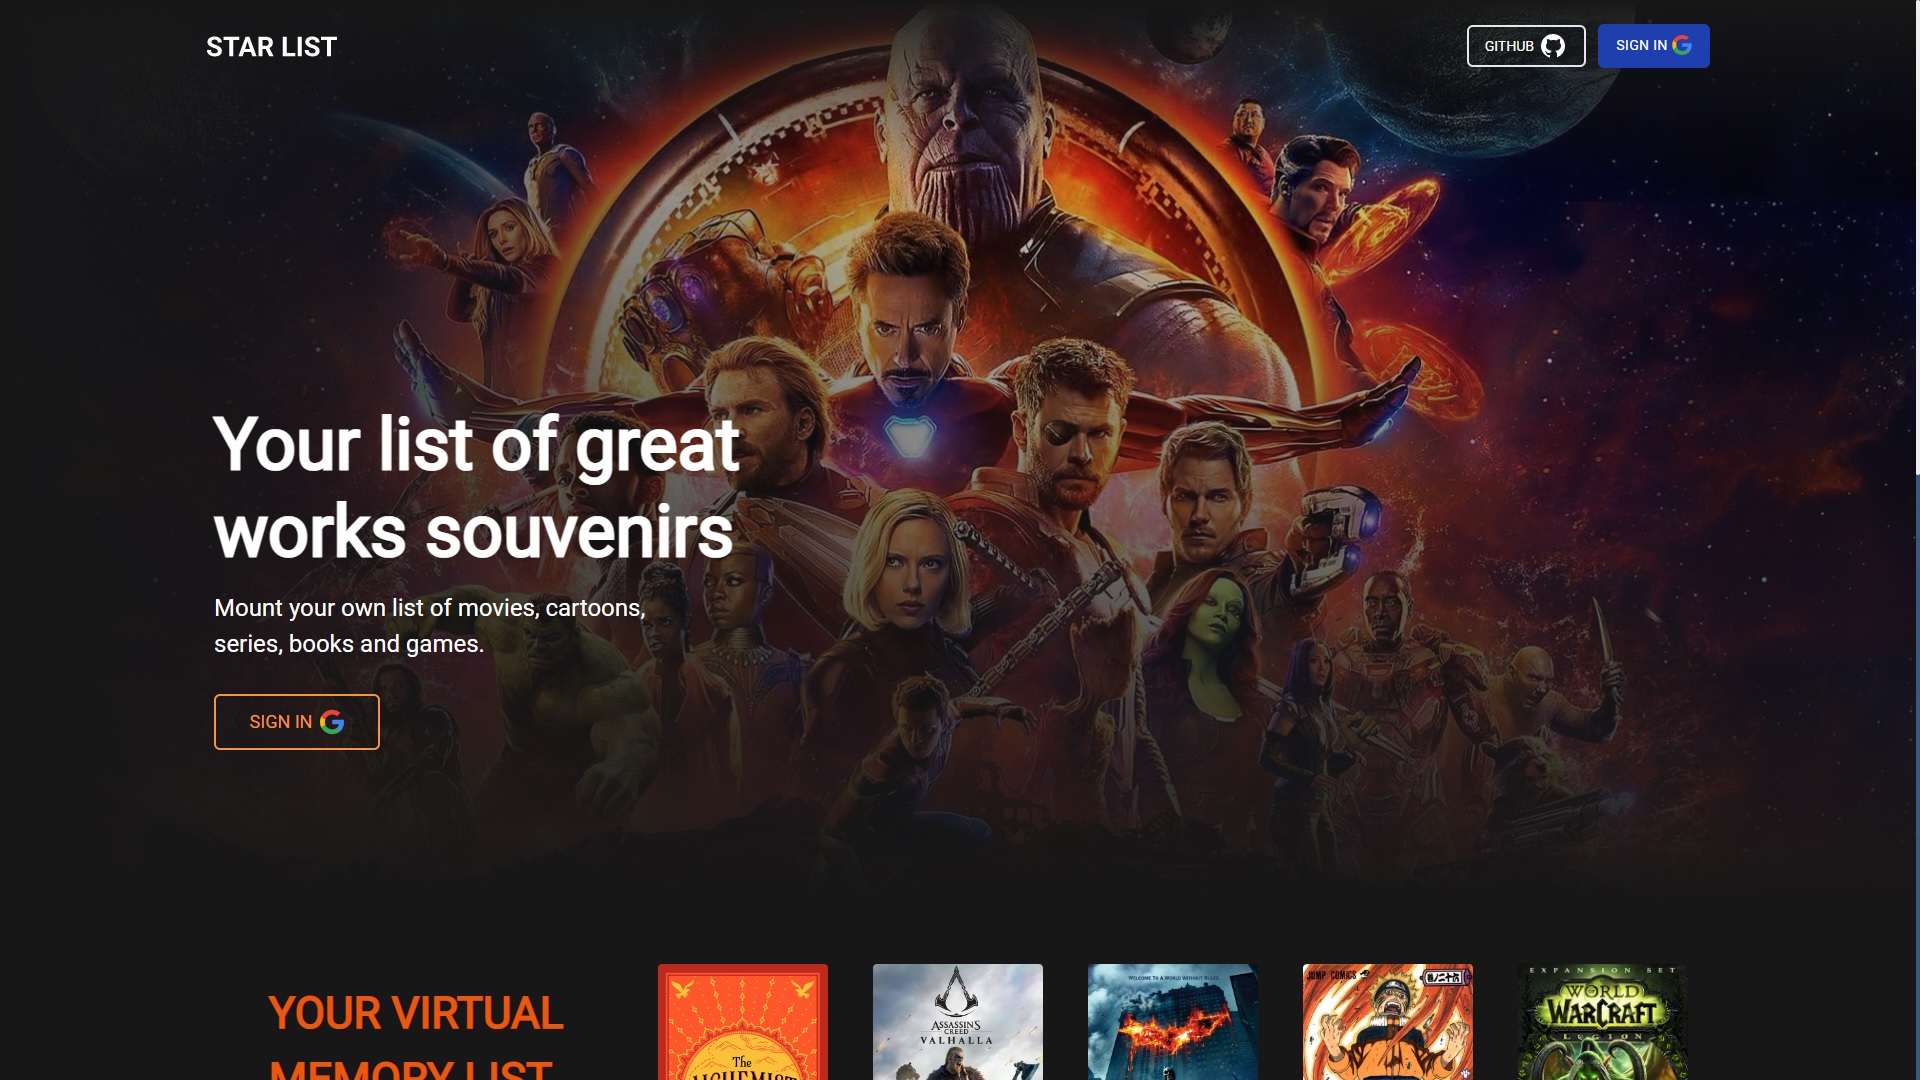 STAR LIST
GITHUB
SIGN IN
Your list of great
works souvenirs
Mount your own list of movies, cartoons,
series, books and games.
SIGN IN
YOUR VIRTUAL
MEMORY LIST
The
ALCHEMIST
ASSASSIN'S
CREED
VALHALLA
WELCOME TO A WORLD WITHOUT RULES.
JUMP COMICS
EXPANSION SET
WORLD
OF
WARCRAFT
LEGION